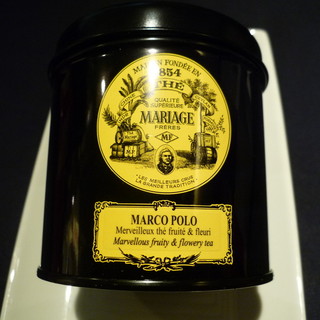 MAISON FONDÉE EN
1854
THÉ
QUALITÉ
SUPÉRIEURE
MARIAGE
FRÈRES
MF
"LES MEILLEURS CRUS
LA GRANDE TRADITION"
MARCO POLO
Merveilleux thé fruité & fleuri
Marvellous fruity & flowery tea